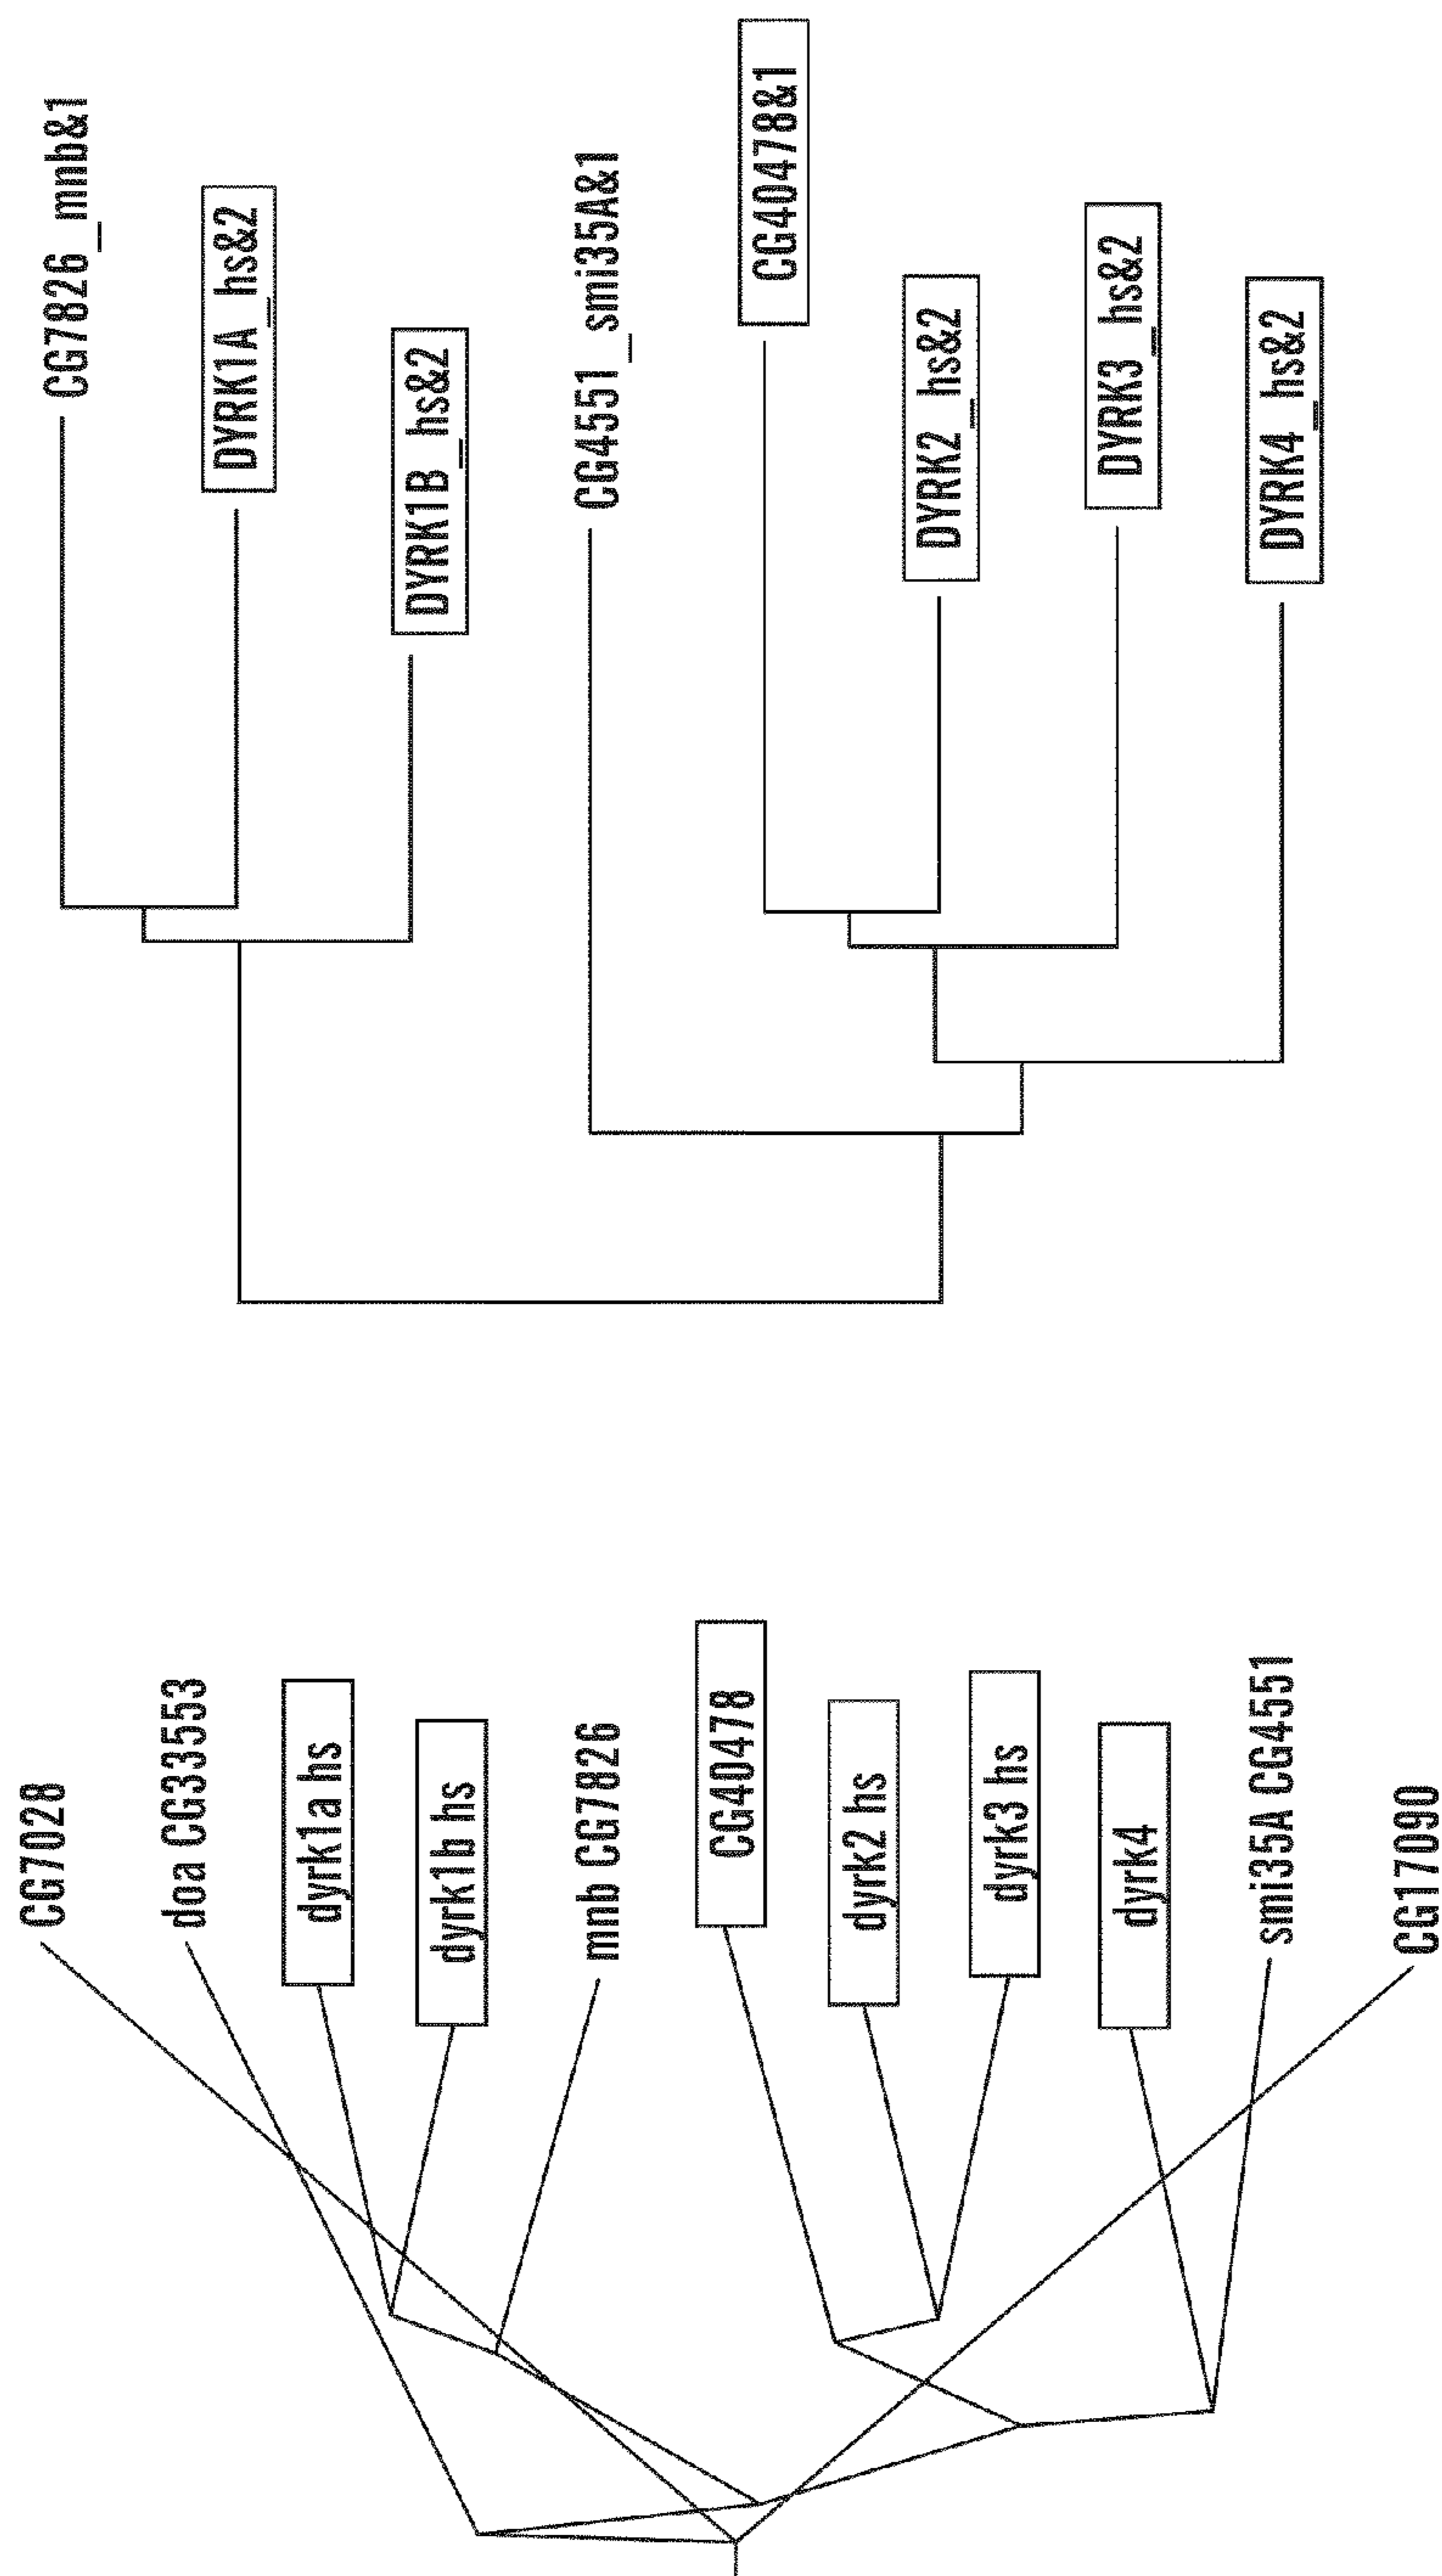 CG7826_mnb&1
DYRK1A_hs&2
DYRK1B_hs&2
CG4551_smi35A&1
CG40478&1
DYRK2_hs&2
DYRK3_hs&2
DYRK4_hs&2
CG7028
doa CG33553
dyrk1a hs
dyrk1b hs
mnb CG7826
CG40478
dyrk2 hs
dyrk3 hs
dyrk4
smi35A CG4551
CG17090